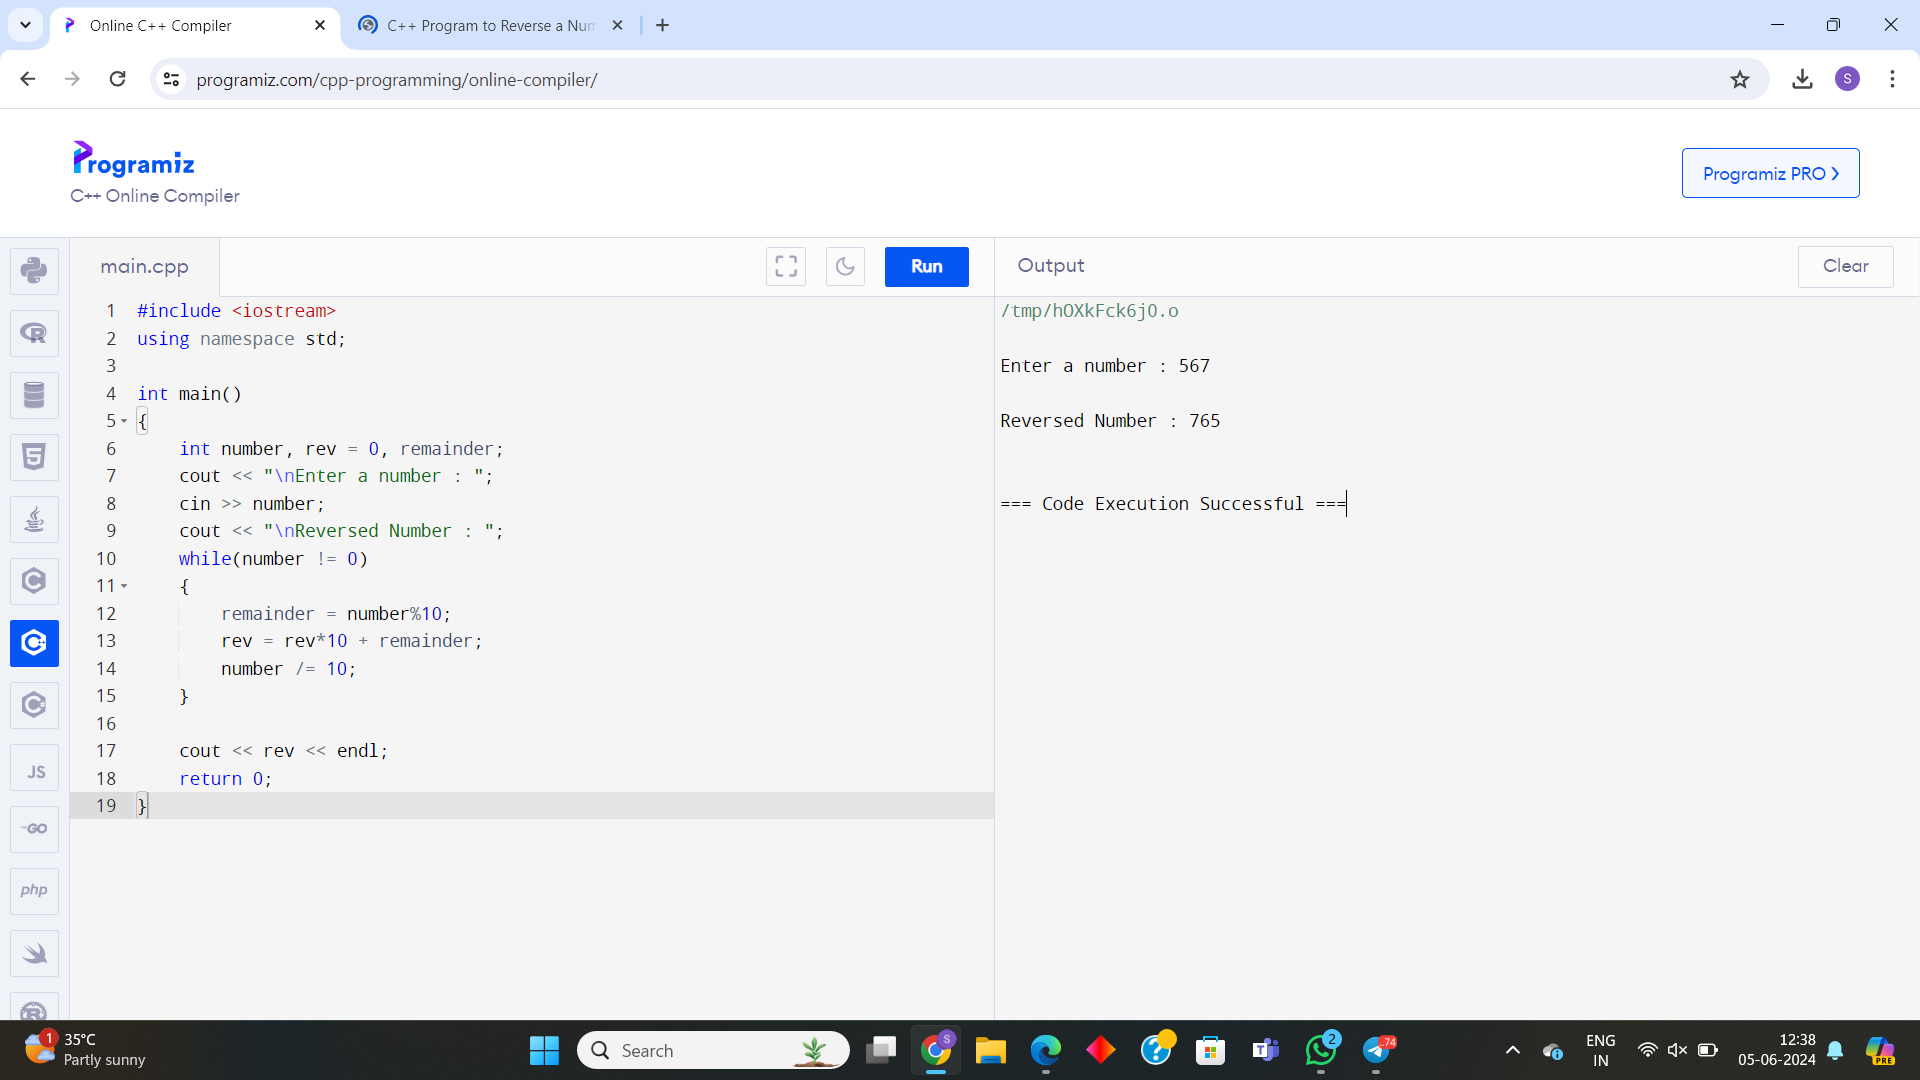 Online C++ Compiler
C++ Program to Reverse a Num
programiz.com/cpp-programming/online-compiler/
S
Programiz
C++ Online Compiler
Programiz PRO
main.cpp
Run
Output
Clear
1 #include <iostream>
2 using namespace std;
3
4 int main()
5 {
6     int number, rev = 0, remainder;
7     cout << "\nEnter a number : ";
8     cin >> number;
9     cout << "\nReversed Number : ";
10     while(number != 0)
11     {
12         remainder = number%10;
13         rev = rev*10 + remainder;
14         number /= 10;
15     }
16
17     cout << rev << endl;
18     return 0;
19 }
/tmp/hOXkFck6jO.o
Enter a number : 567
Reversed Number : 765
=== Code Execution Successful ===
JS
GO
php
1
35°C
Partly sunny
Search
S
2
..74
ENG
IN
12:38
05-06-2024
PRE